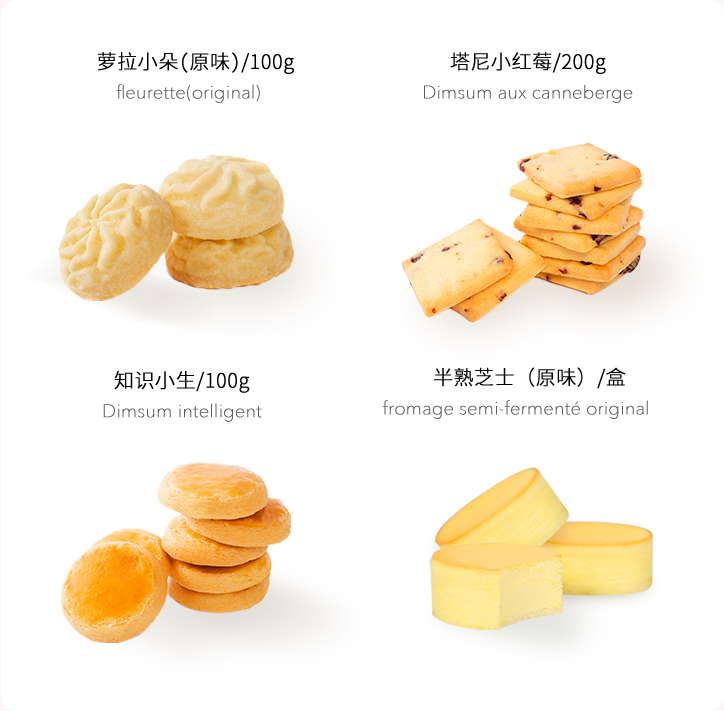 萝拉小朵(原味)/100g
fleurette(original)
塔尼小红莓/200g
Dimsum aux canneberge
知识小生/100g
Dimsum intelligent
半熟芝士（原味）/盒
fromage semi-fermenté original